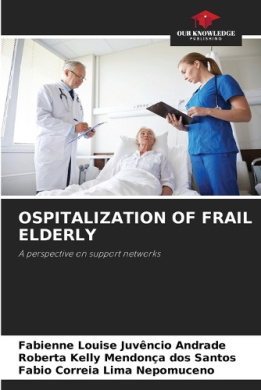 OUR KNOWLEDGE
PUBLISHING
OSPITALIZATION OF FRAIL
ELDERLY
A perspective on support networks
Fabienne Louise Juvêncio Andrade
Roberta Kelly Mendonça dos Santos
Fabio Correia Lima Nepomuceno